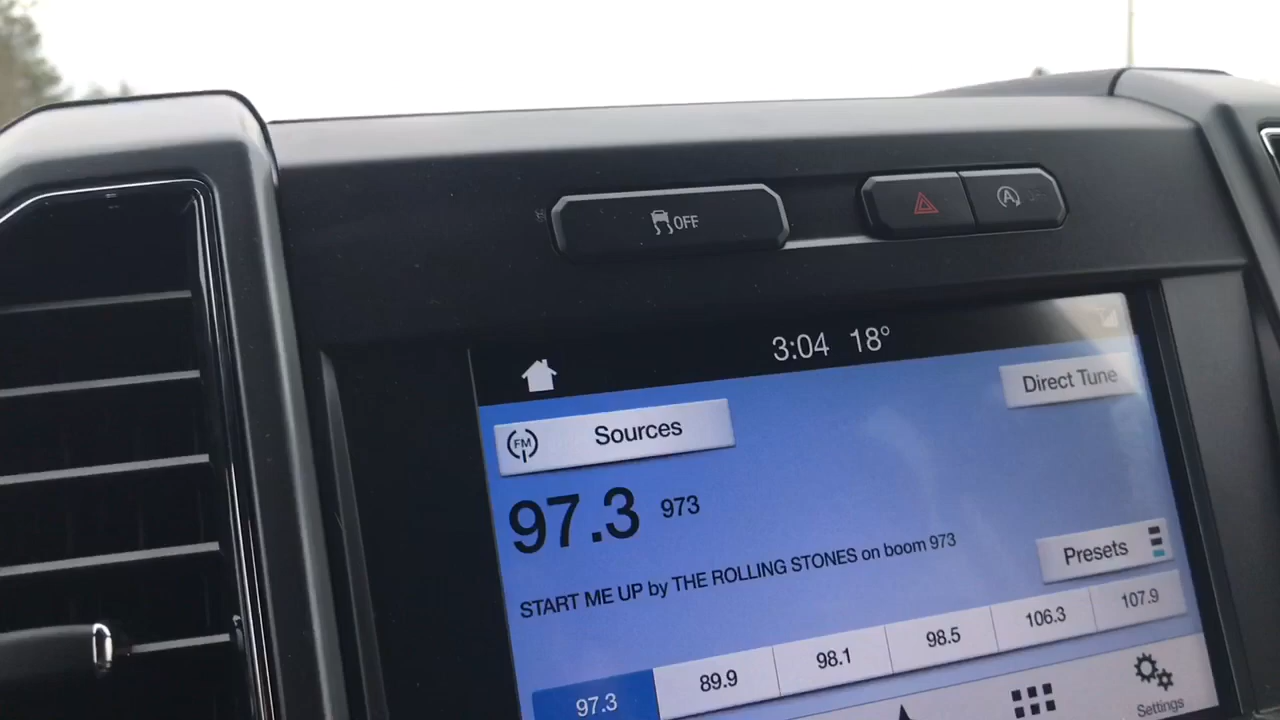 OFF
A
3:04 18°
Direct Tune
FM Sources
97.3 973
START ME UP by THE ROLLING STONES on boom 973
Presets
97.3 89.9 98.1 98.5 106.3 107.9
Settings